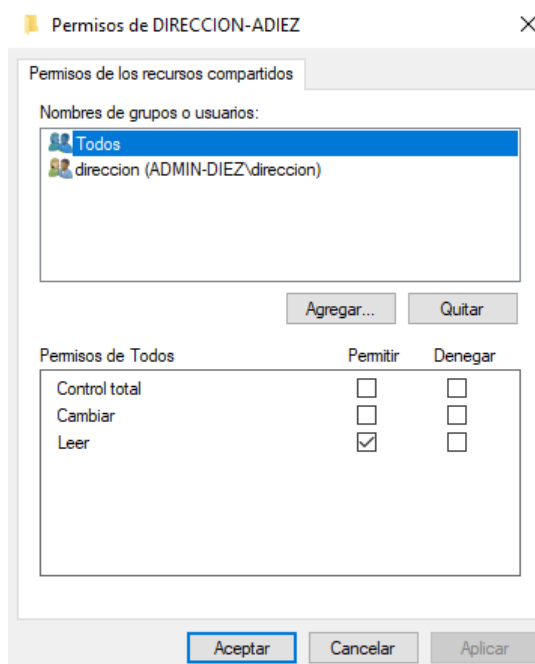 Permisos de DIRECCION-ADIEZ
Permisos de los recursos compartidos
Nombres de grupos o usuarios:
Todos
direccion (ADMIN-DIEZ\direccion)
Agregar... Quitar
Permisos de Todos Permitir Denegar
Control total
Cambiar
Leer
Aceptar Cancelar Aplicar